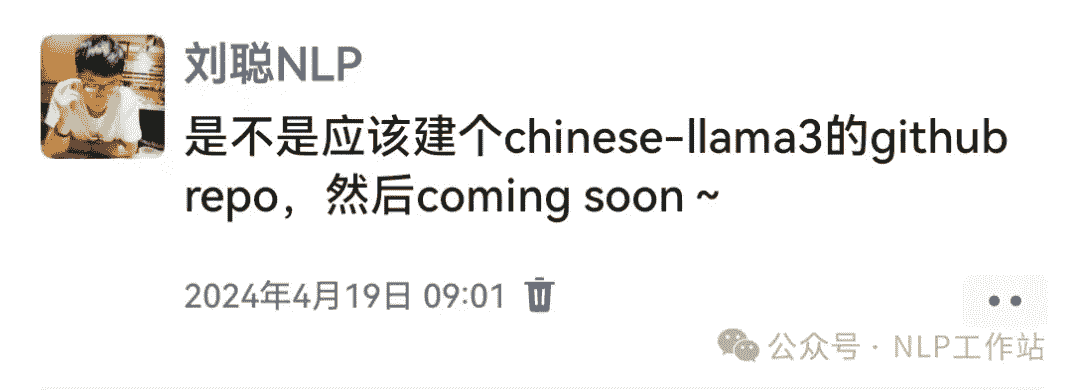 刘聪NLP
是不是应该建个chinese-llama3的github
repo，然后coming soon～
2024年4月19日 09:01
公众号·NLP工作站